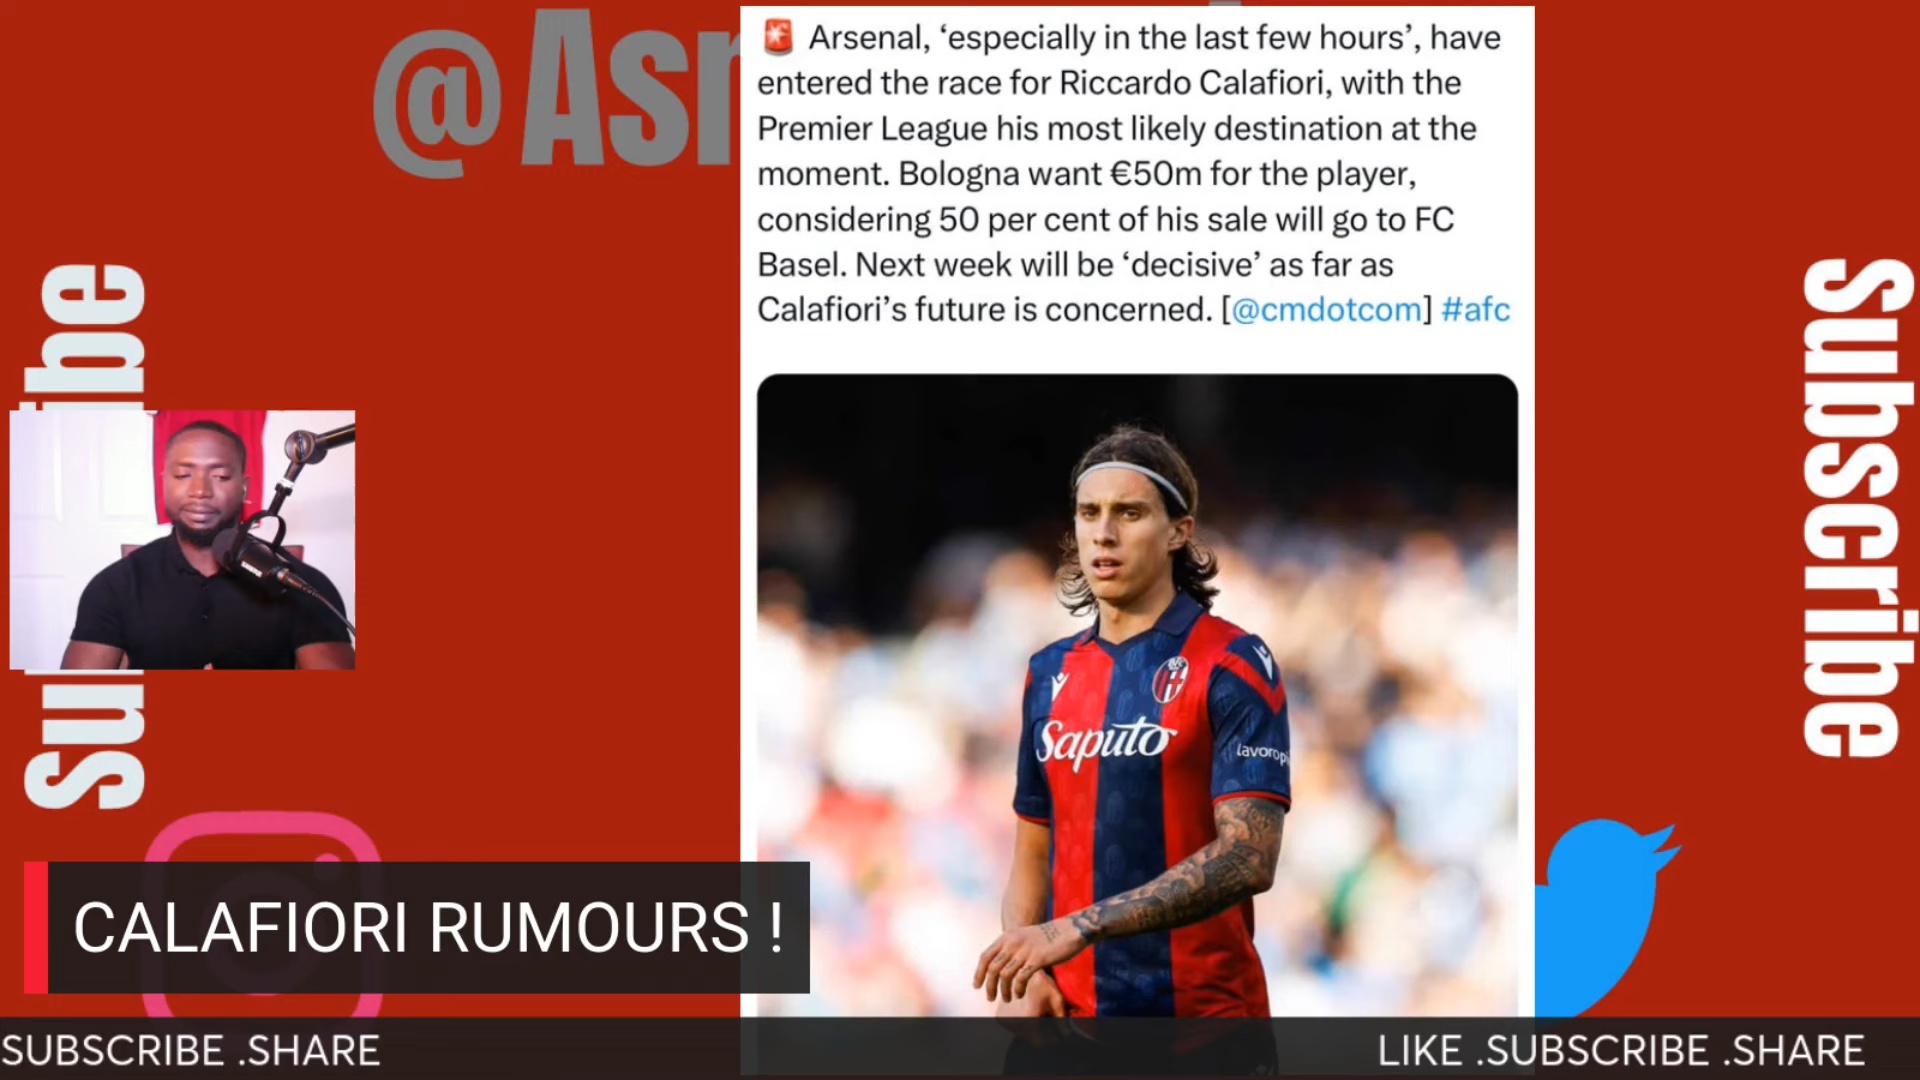 @Asn
🚨 Arsenal, ‘especially in the last few hours’, have
entered the race for Riccardo Calafiori, with the
Premier League his most likely destination at the
moment. Bologna want €50m for the player,
considering 50 per cent of his sale will go to FC
Basel. Next week will be ‘decisive’ as far as
Calafiori’s future is concerned. [@cmdotcom] #afc
Subscribe
Saputo
lavorop
CALAFIORI RUMOURS !
SUBSCRIBE .SHARE
LIKE .SUBSCRIBE .SHARE